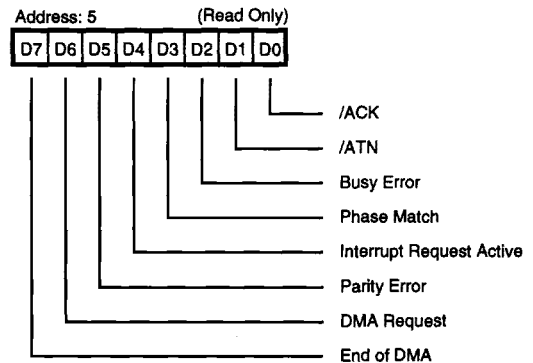 Address: 5 (Read Only)
D7 D6 D5 D4 D3 D2 D1 D0
/ACK
/ATN
Busy Error
Phase Match
Interrupt Request Active
Parity Error
DMA Request
End of DMA